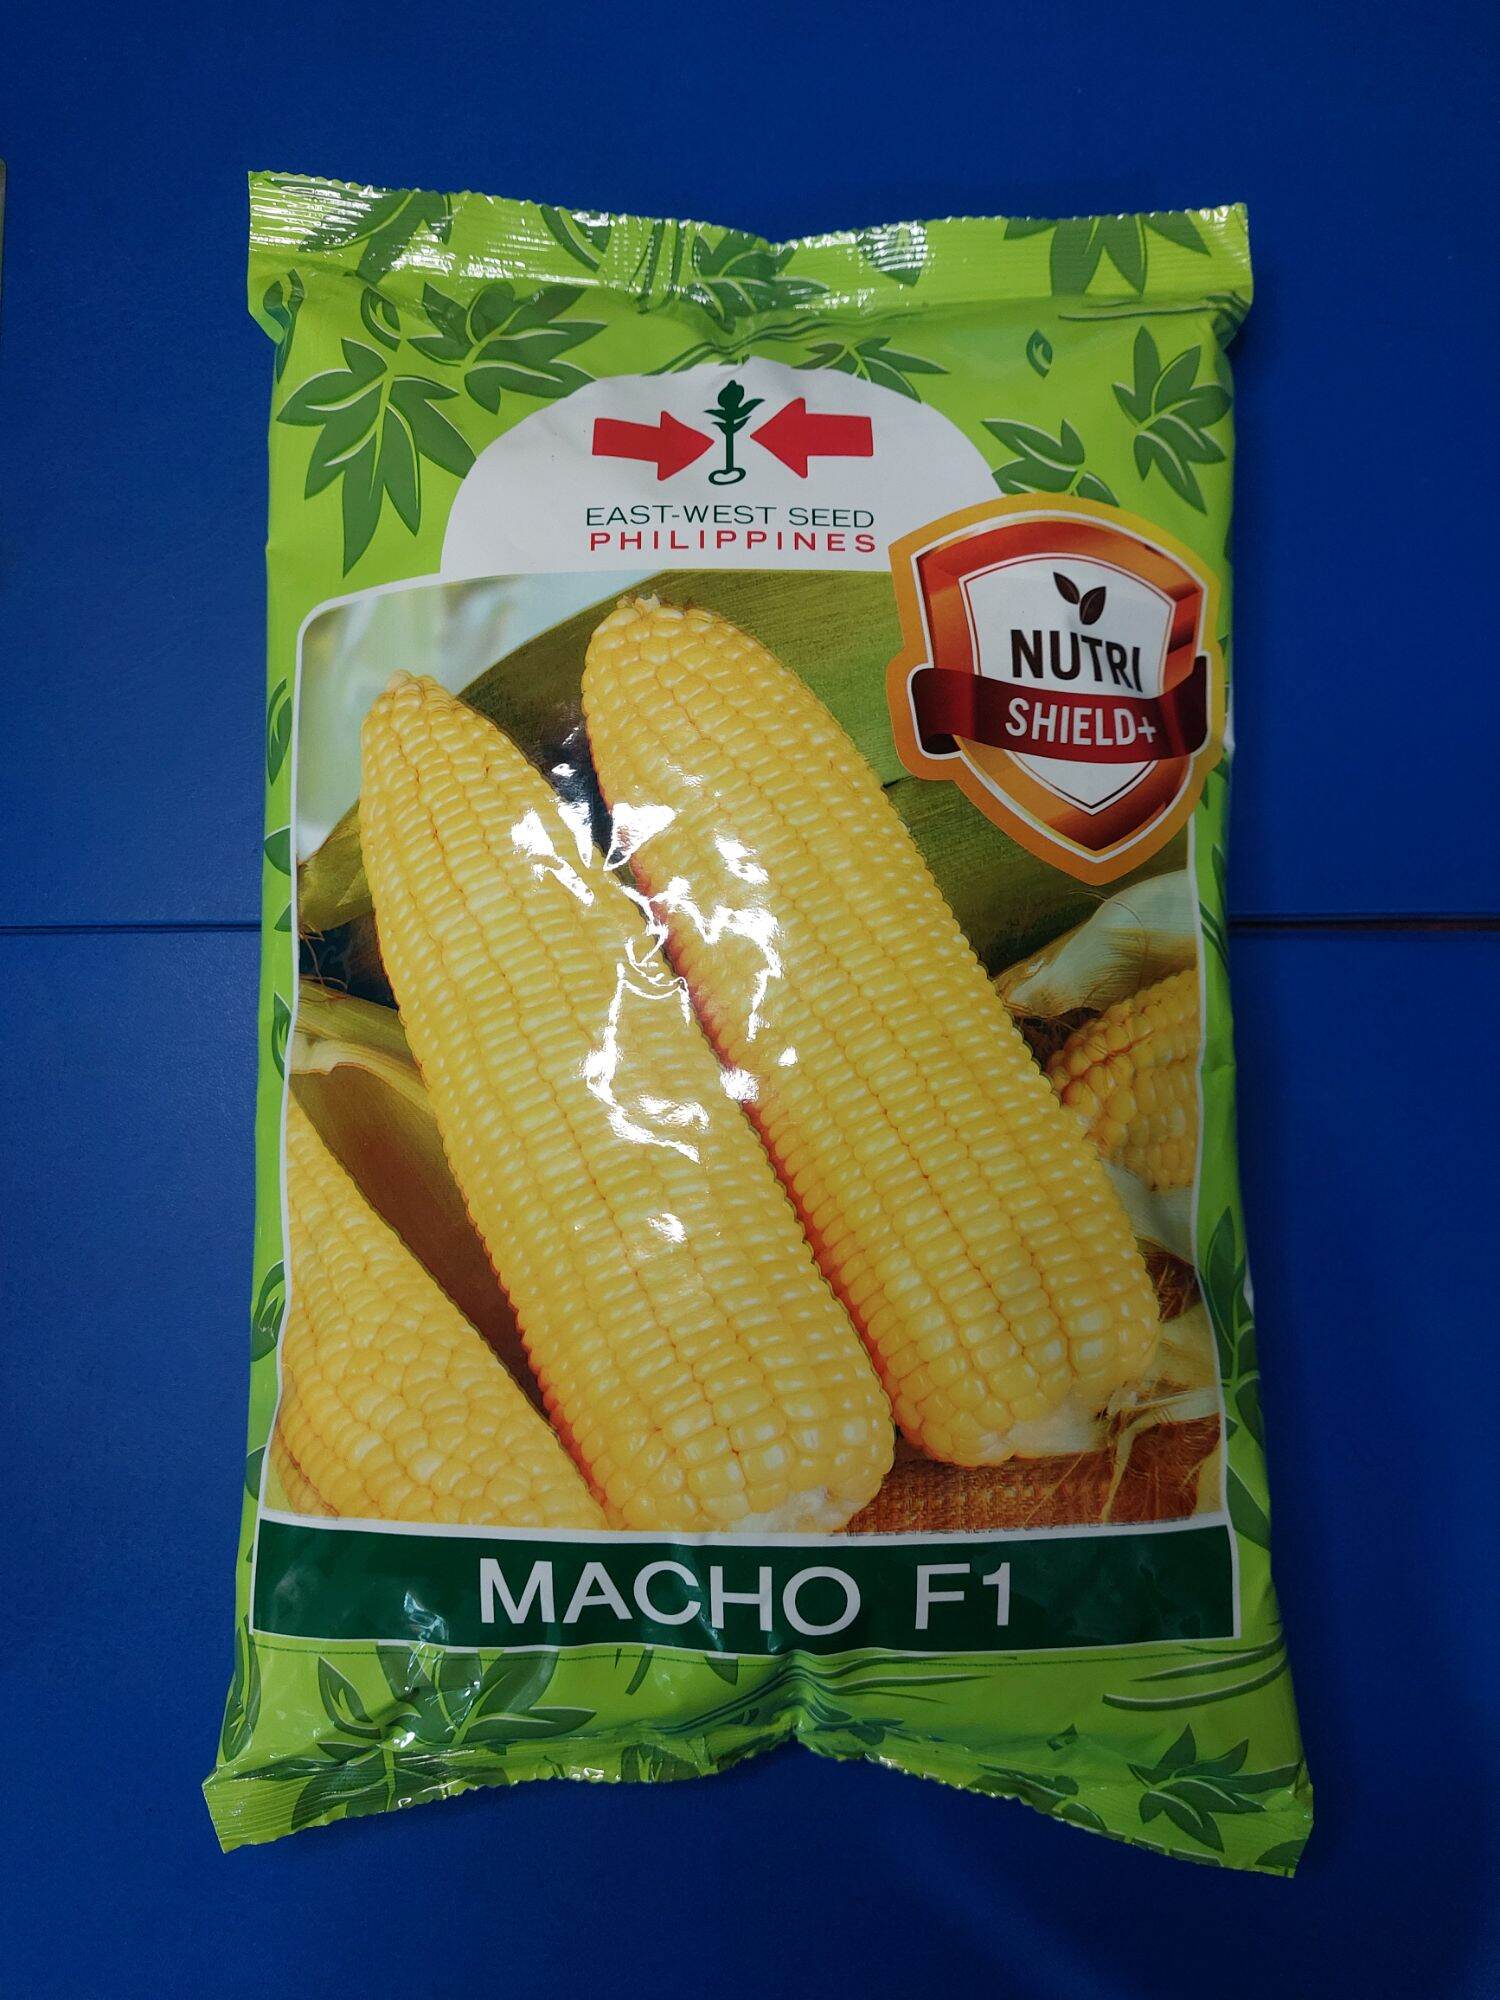 EAST-WEST SEED
PHILIPPINES
NUTRI
SHIELD+
MACHO F1